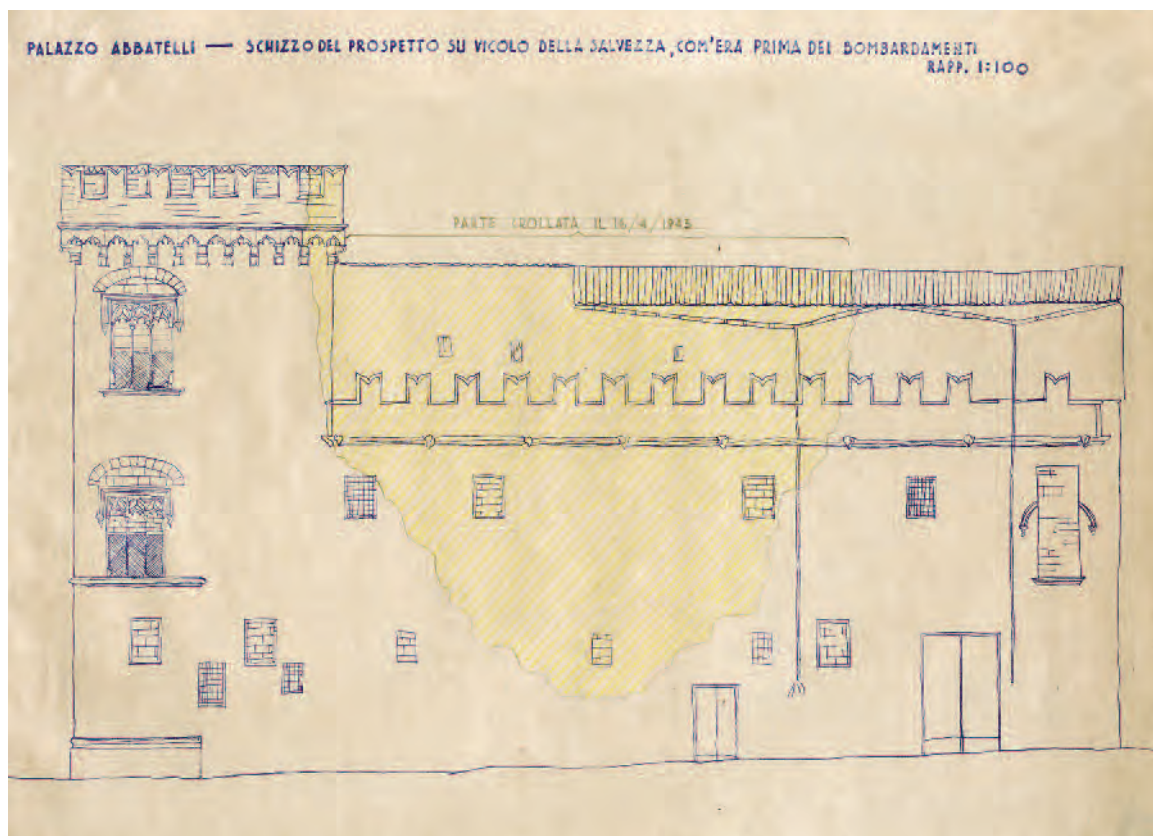 PALAZZO ABBATELLI — SCHIZZO DEL PROSPETTO SU VICOLO DELLA SALVEZZA, COM'ERA PRIMA DEI BOMBARDAMENTI
RAPP. 1:100
PARTE CROLLATA IL 16/4/1943